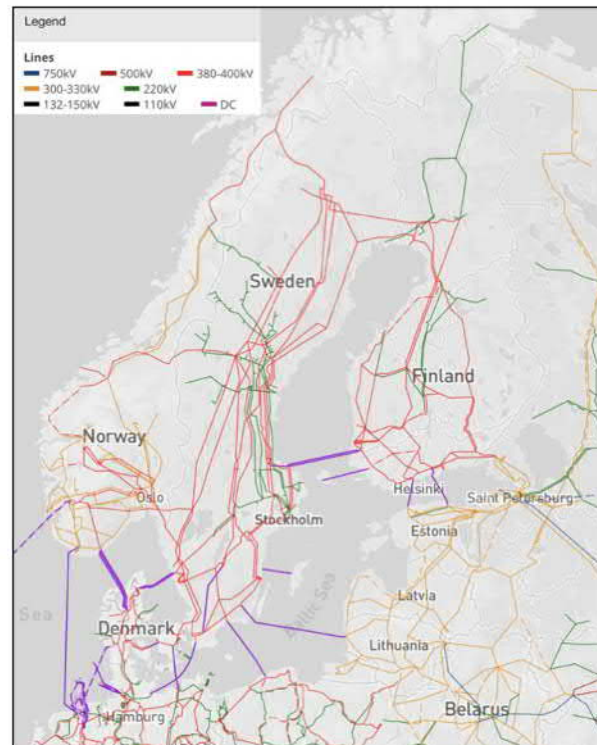 Legend
Lines
750kV 500kV 380-400kV
300-330kV 220kV
132-150kV 110kV DC
Sweden
Finland
Norway
Oslo
Helsinki
Saint Petersburg
Stockholm
Estonia
Sea
Baltic Sea
Latvia
Denmark
Lithuania
Hamburg
Belarus